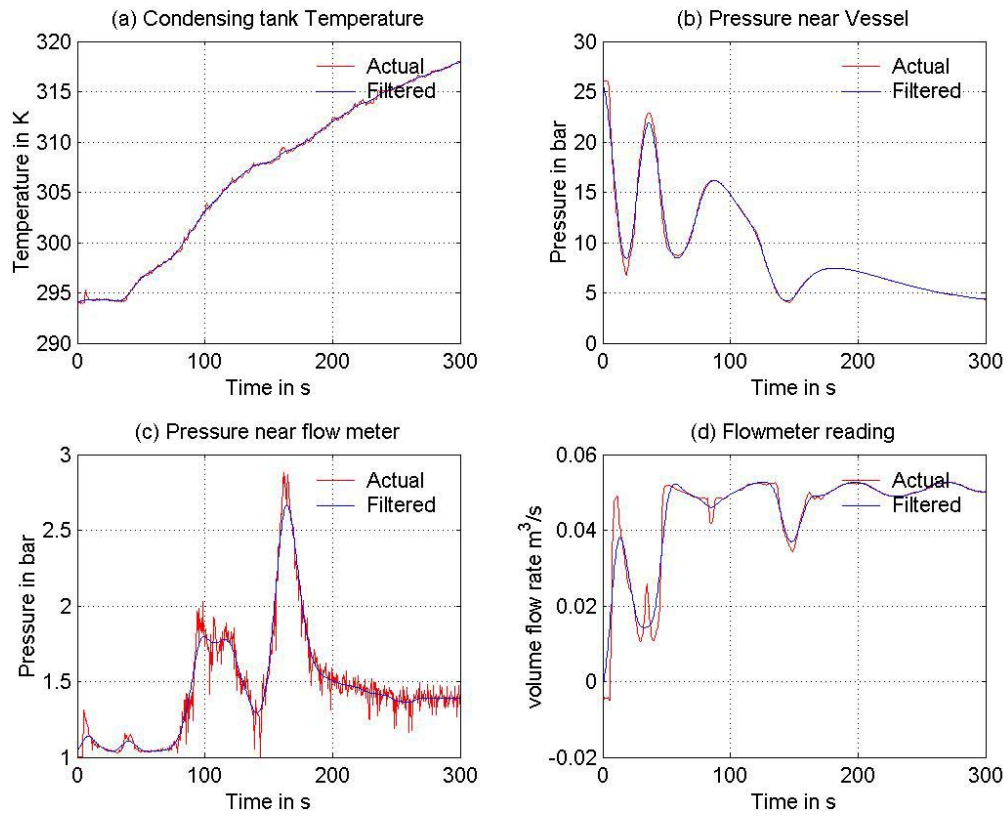 (a) Condensing tank Temperature
320
315
310
305
300
295
290
Temperature in K
Actual
Filtered
0 100 200 300
Time in s
(b) Pressure near Vessel
30
25
20
15
10
5
0
Pressure in bar
Actual
Filtered
0 100 200 300
Time in s
(c) Pressure near flow meter
3
2.5
2
1.5
1
Pressure in bar
Actual
Filtered
0 100 200 300
Time in s
(d) Flowmeter reading
0.06
0.04
0.02
0
-0.02
volume flow rate m³/s
Actual
Filtered
0 100 200 300
Time in s